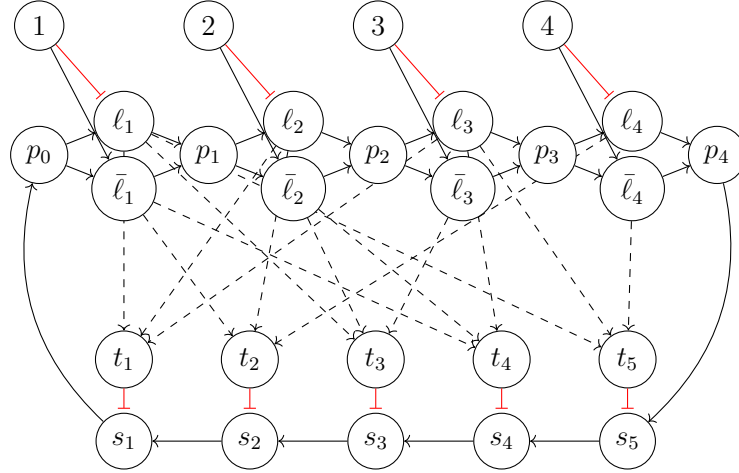 1 2 3 4
ℓ₁ ℓ₂ ℓ₃ ℓ₄
p₀ p₁ p₂ p₃ p₄
ℓ̄₁ ℓ̄₂ ℓ̄₃ ℓ̄₄
t₁ t₂ t₃ t₄ t₅
s₁ s₂ s₃ s₄ s₅